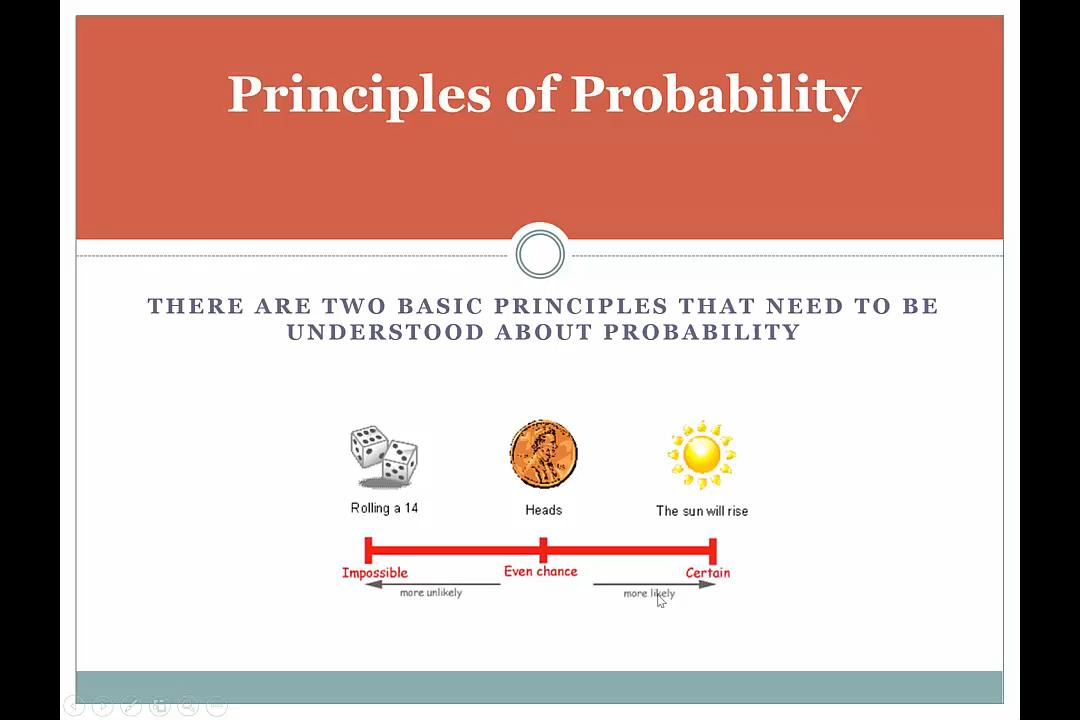 Principles of Probability
THERE ARE TWO BASIC PRINCIPLES THAT NEED TO BE
UNDERSTOOD ABOUT PROBABILITY
Rolling a 14
Heads
The sun will rise
Impossible
Even chance
Certain
more unlikely
more likely